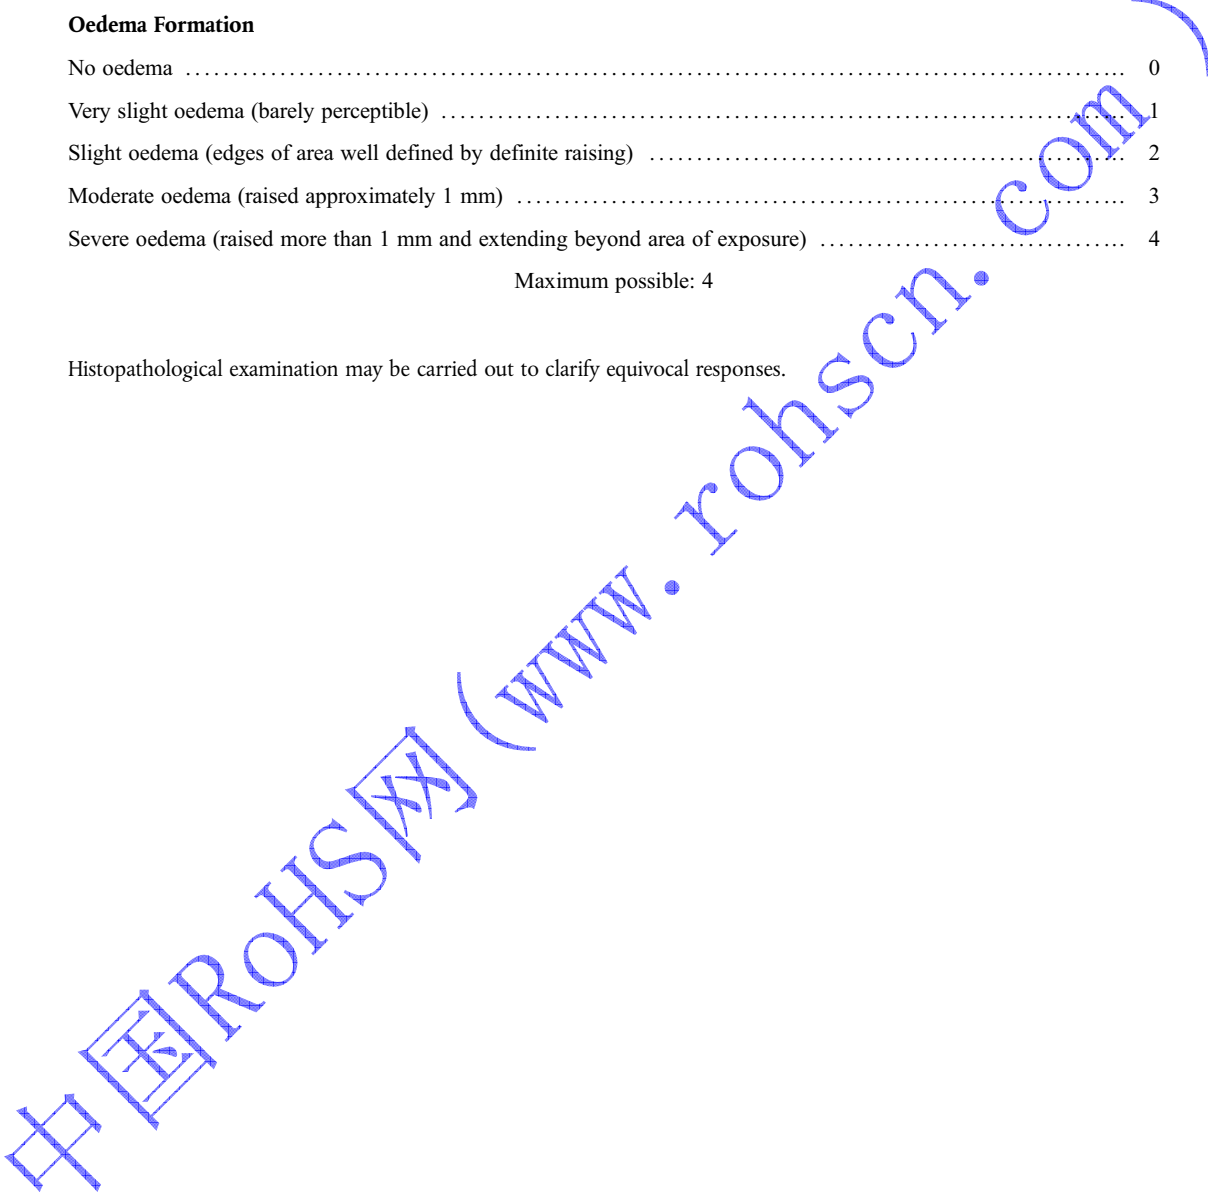 Oedema Formation
No oedema ........................................................................................................ 0
Very slight oedema (barely perceptible) ........................................................................ 1
Slight oedema (edges of area well defined by definite raising) .................................................. 2
Moderate oedema (raised approximately 1 mm) ................................................................. 3
Severe oedema (raised more than 1 mm and extending beyond area of exposure) ................................. 4
Maximum possible: 4
Histopathological examination may be carried out to clarify equivocal responses.
中国RoHS网(www.rohscn.com)